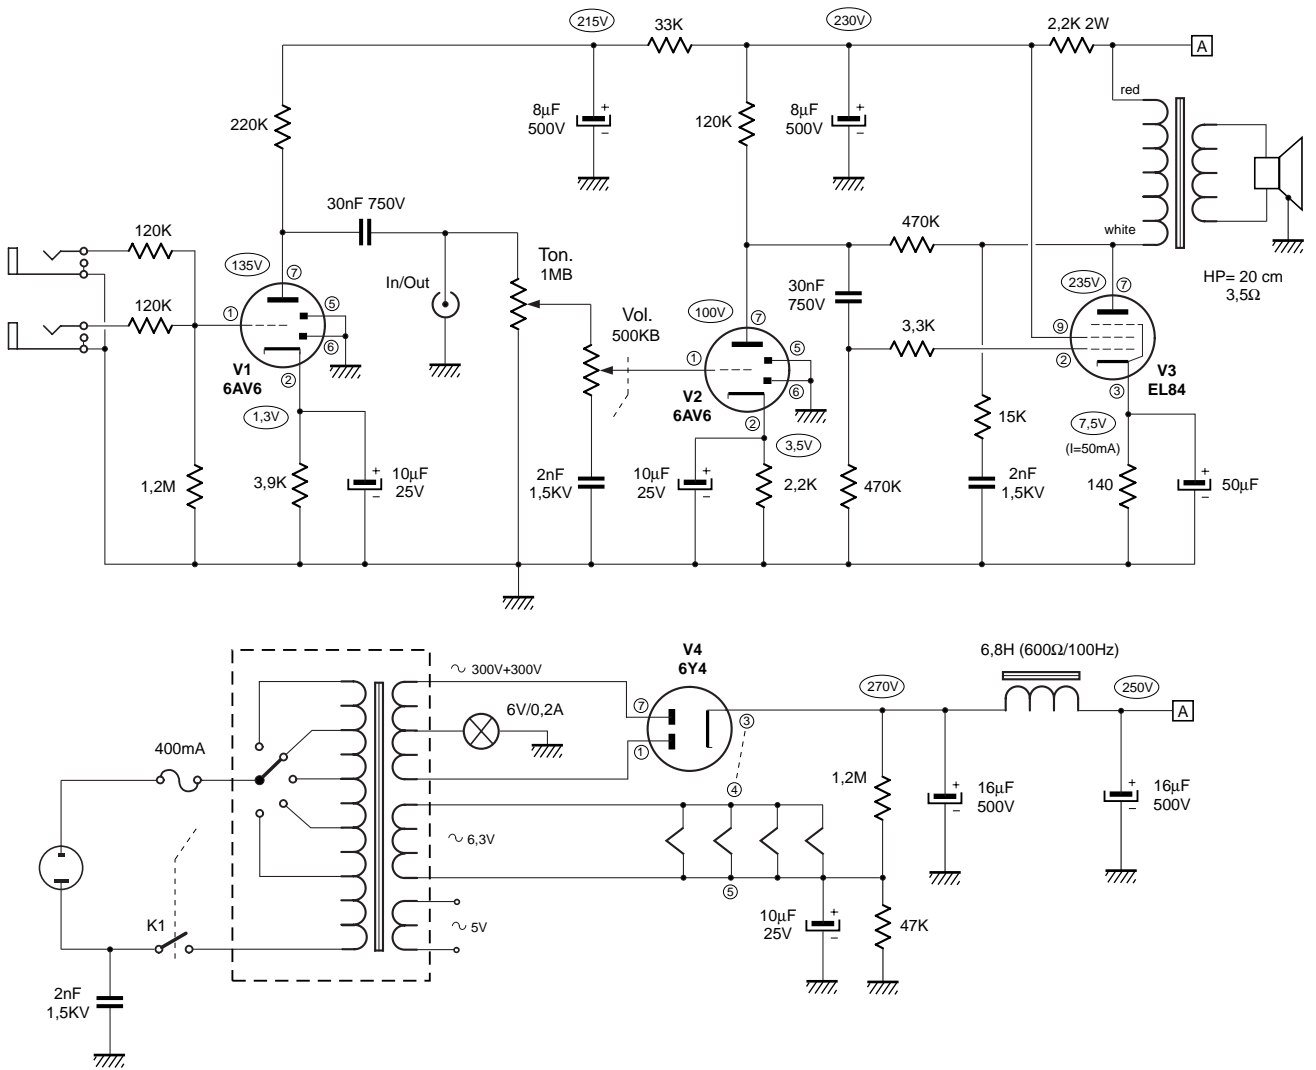 215V
33K
230V
2,2K 2W
A
red
220K
8µF
500V
120K
8µF
500V
30nF 750V
120K
470K
white
135V
7
Ton.
1MB
In/Out
30nF
750V
HP= 20 cm
3,5Ω
235V
7
120K
1
5
6
Vol.
500KB
100V
7
3,3K
9
2
V1
6AV6
2
1
5
6
V2
6AV6
2
V3
EL84
3
1,3V
3,5V
15K
7,5V
(I=50mA)
1,2M
3,9K
+
10µF
25V
–
2nF
1,5KV
10µF
25V
+
–
2,2K
470K
2nF
1,5KV
140
+
50µF
–
V4
6Y4
6,8H (600Ω/100Hz)
~ 300V+300V
270V
250V
6V/0,2A
7
1
3
A
400mA
4
1,2M
+
16µF
500V
–
+
16µF
500V
–
~ 6,3V
5
K1
~ 5V
10µF
25V
+
–
47K
2nF
1,5KV